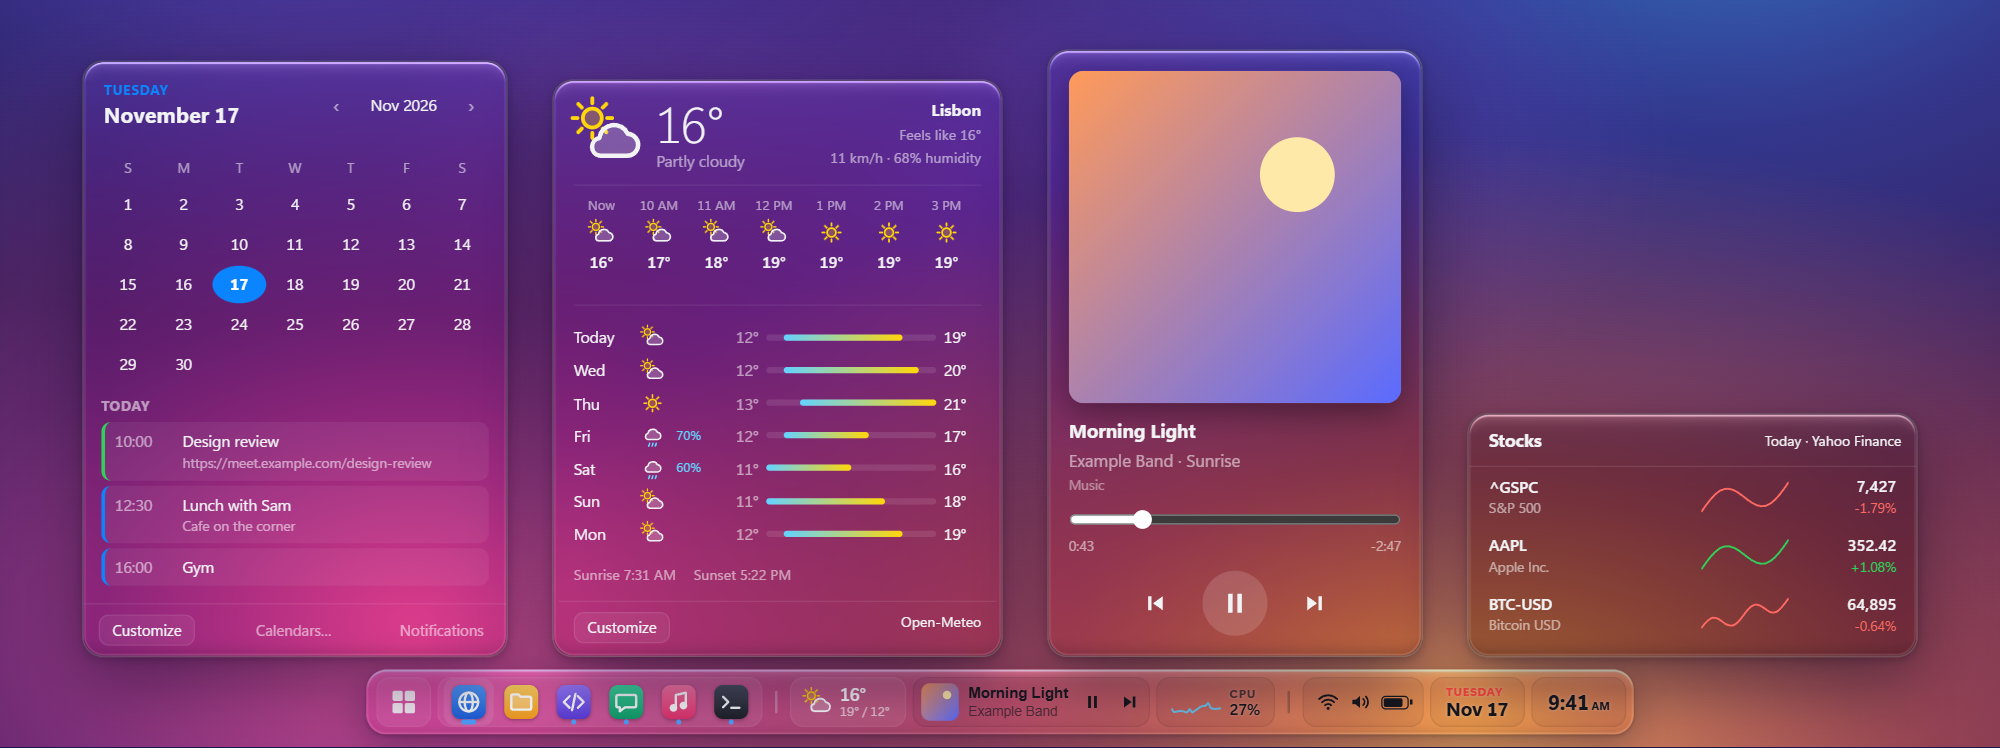 TUESDAY
November 17
‹ Nov 2026 ›
S M T W T F S
1 2 3 4 5 6 7
8 9 10 11 12 13 14
15 16 17 18 19 20 21
22 23 24 25 26 27 28
29 30
TODAY
10:00 Design review
https://meet.example.com/design-review
12:30 Lunch with Sam
Cafe on the corner
16:00 Gym
Customize Calendars... Notifications
16°
Partly cloudy
Lisbon
Feels like 16°
11 km/h · 68% humidity
Now 10 AM 11 AM 12 PM 1 PM 2 PM 3 PM
16° 17° 18° 19° 19° 19° 19°
Today 12° 19°
Wed 12° 20°
Thu 13° 21°
Fri 70% 12° 17°
Sat 60% 11° 16°
Sun 11° 18°
Mon 12° 19°
Sunrise 7:31 AM Sunset 5:22 PM
Customize Open-Meteo
Morning Light
Example Band · Sunrise
Music
0:43 -2:47
Stocks Today · Yahoo Finance
^GSPC 7,427
S&P 500 -1.79%
AAPL 352.42
Apple Inc. +1.08%
BTC-USD 64,895
Bitcoin USD -0.64%
16°
19° / 12°
Morning Light
Example Band
CPU
27%
TUESDAY
Nov 17
9:41 AM